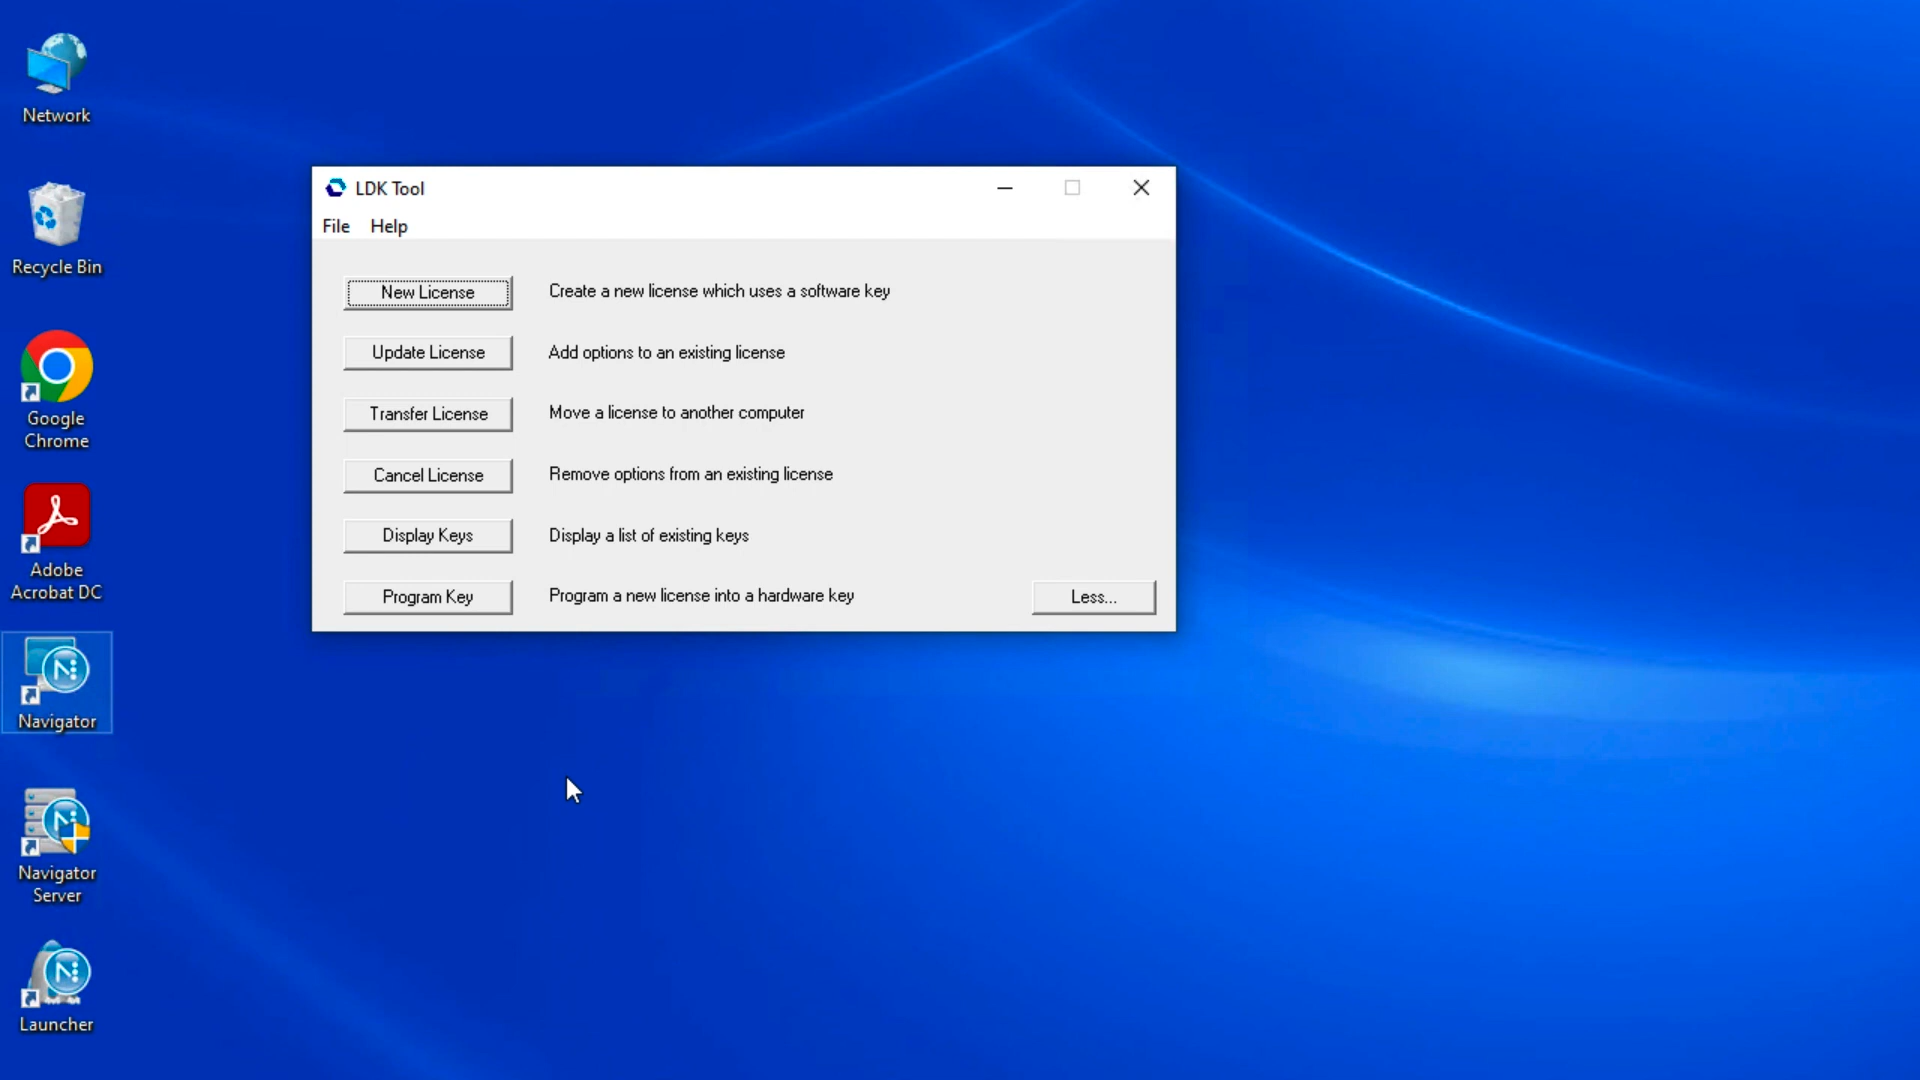 Network
Recycle Bin
Google
Chrome
Adobe
Acrobat DC
Navigator
Navigator
Server
Launcher
LDK Tool
File Help
New License Create a new license which uses a software key
Update License Add options to an existing license
Transfer License Move a license to another computer
Cancel License Remove options from an existing license
Display Keys Display a list of existing keys
Program Key Program a new license into a hardware key Less...